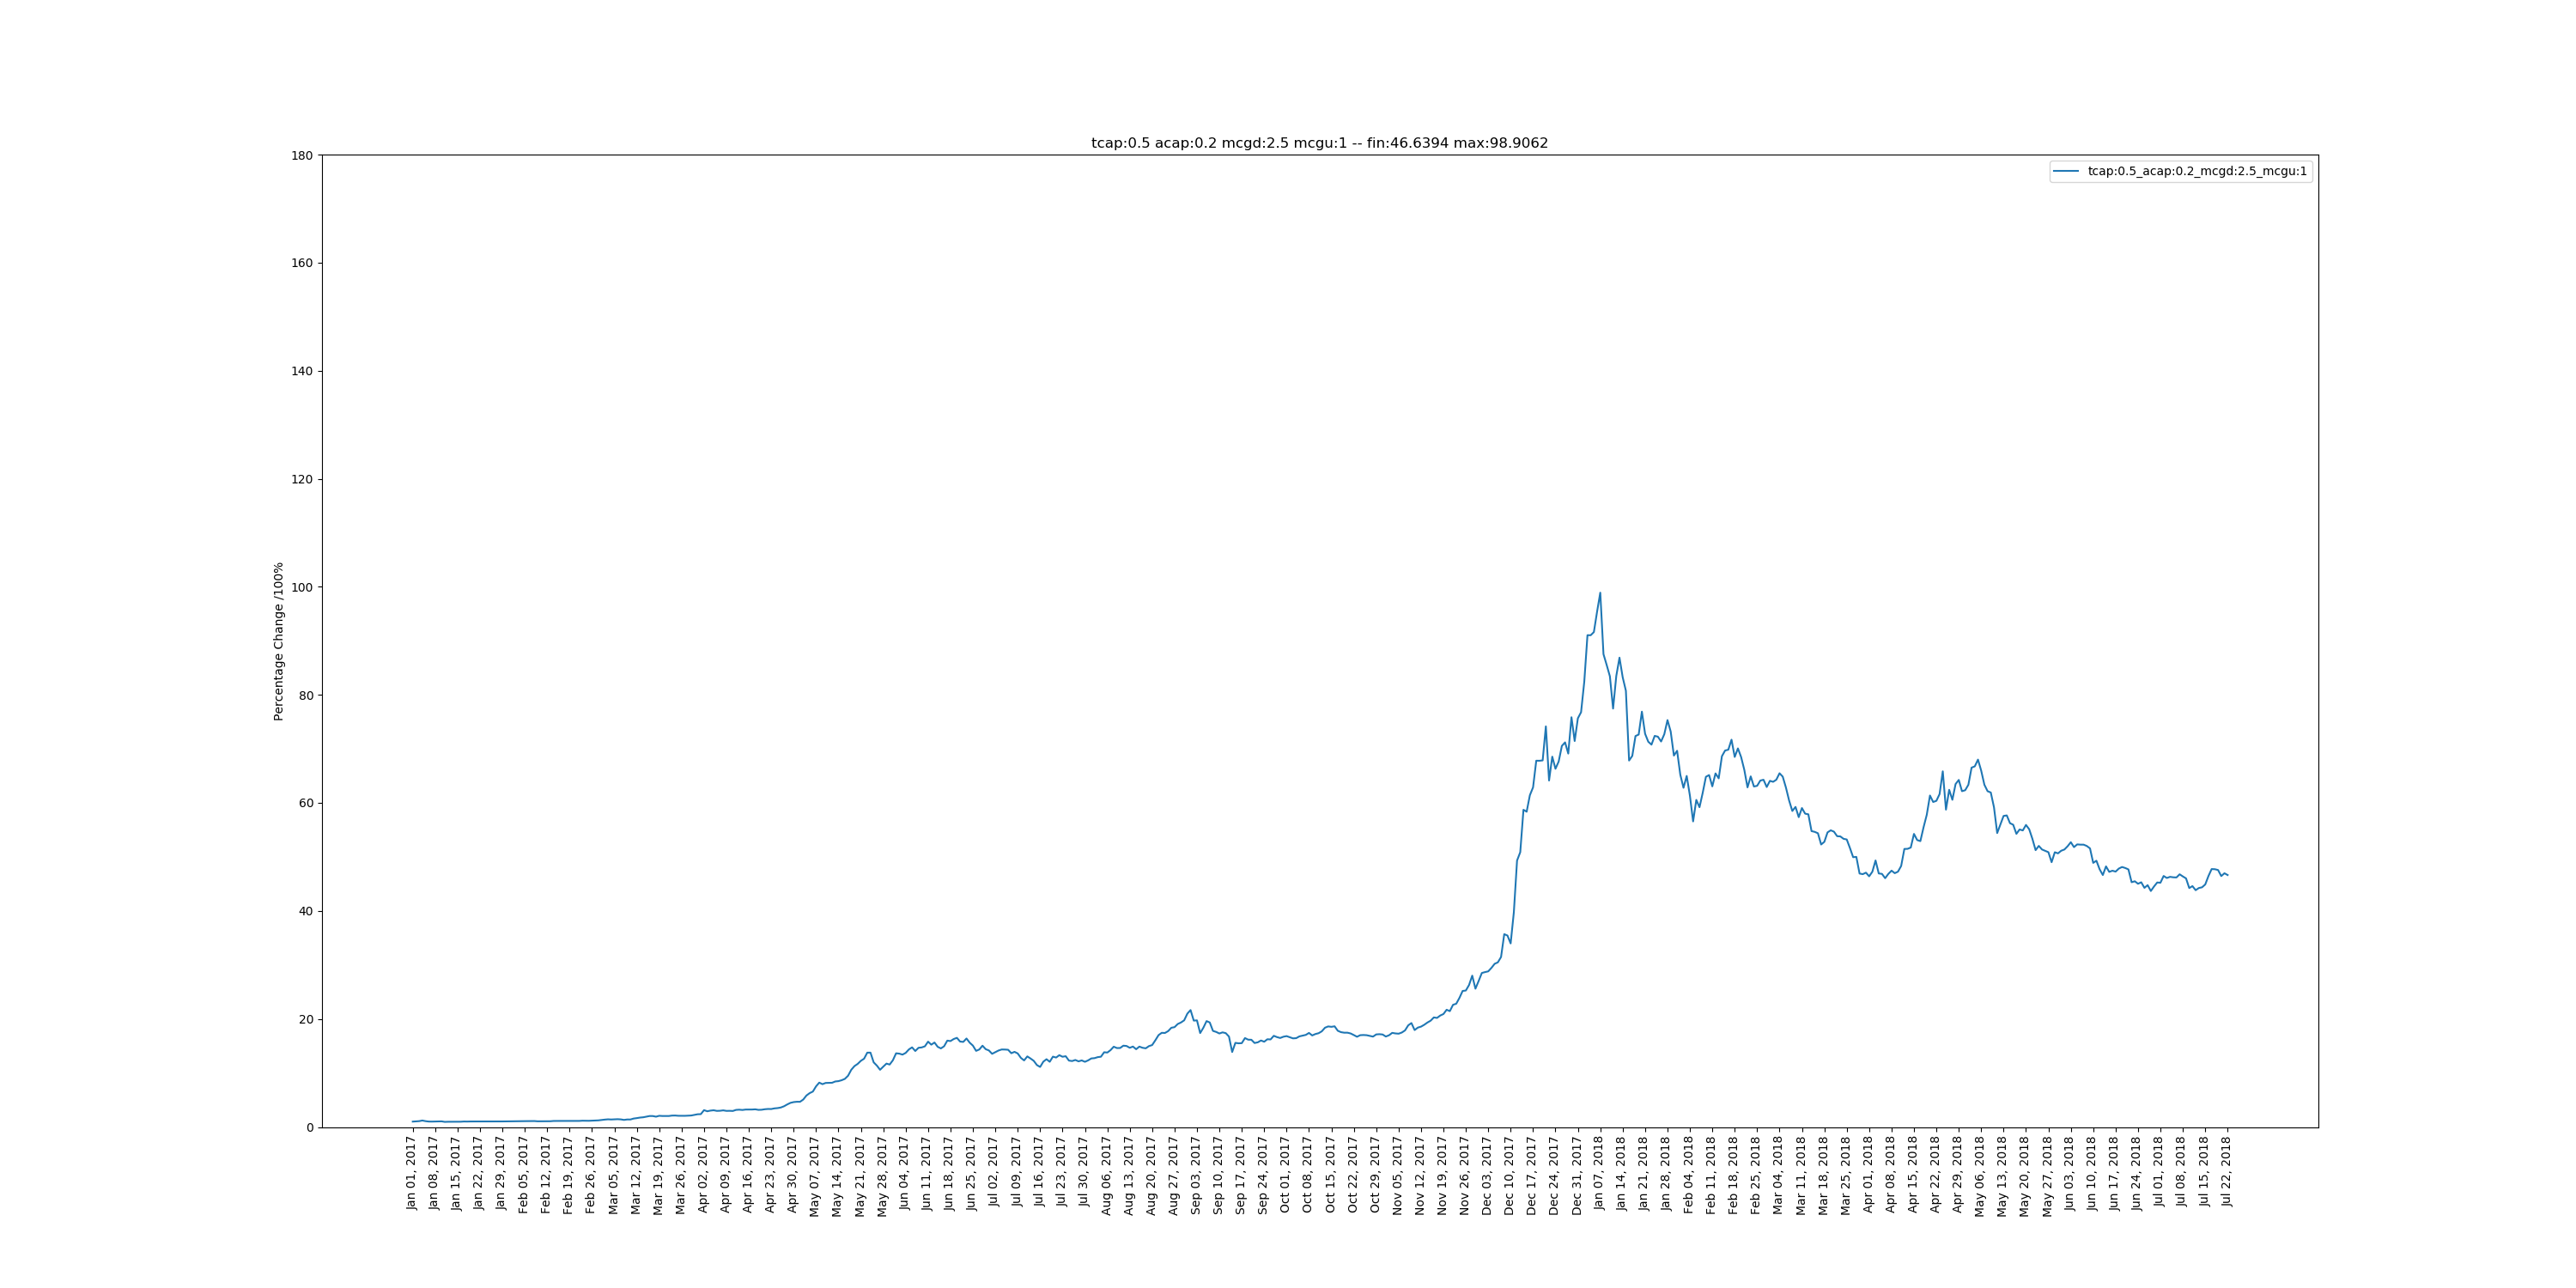 tcap:0.5 acap:0.2 mcgd:2.5 mcgu:1 -- fin:46.6394 max:98.9062
tcap:0.5_acap:0.2_mcgd:2.5_mcgu:1
Percentage Change /100%
180
160
140
120
100
80
60
40
20
0
Jan 01, 2017
Jan 08, 2017
Jan 15, 2017
Jan 22, 2017
Jan 29, 2017
Feb 05, 2017
Feb 12, 2017
Feb 19, 2017
Feb 26, 2017
Mar 05, 2017
Mar 12, 2017
Mar 19, 2017
Mar 26, 2017
Apr 02, 2017
Apr 09, 2017
Apr 16, 2017
Apr 23, 2017
Apr 30, 2017
May 07, 2017
May 14, 2017
May 21, 2017
May 28, 2017
Jun 04, 2017
Jun 11, 2017
Jun 18, 2017
Jun 25, 2017
Jul 02, 2017
Jul 09, 2017
Jul 16, 2017
Jul 23, 2017
Jul 30, 2017
Aug 06, 2017
Aug 13, 2017
Aug 20, 2017
Aug 27, 2017
Sep 03, 2017
Sep 10, 2017
Sep 17, 2017
Sep 24, 2017
Oct 01, 2017
Oct 08, 2017
Oct 15, 2017
Oct 22, 2017
Oct 29, 2017
Nov 05, 2017
Nov 12, 2017
Nov 19, 2017
Nov 26, 2017
Dec 03, 2017
Dec 10, 2017
Dec 17, 2017
Dec 24, 2017
Dec 31, 2017
Jan 07, 2018
Jan 14, 2018
Jan 21, 2018
Jan 28, 2018
Feb 04, 2018
Feb 11, 2018
Feb 18, 2018
Feb 25, 2018
Mar 04, 2018
Mar 11, 2018
Mar 18, 2018
Mar 25, 2018
Apr 01, 2018
Apr 08, 2018
Apr 15, 2018
Apr 22, 2018
Apr 29, 2018
May 06, 2018
May 13, 2018
May 20, 2018
May 27, 2018
Jun 03, 2018
Jun 10, 2018
Jun 17, 2018
Jun 24, 2018
Jul 01, 2018
Jul 08, 2018
Jul 15, 2018
Jul 22, 2018